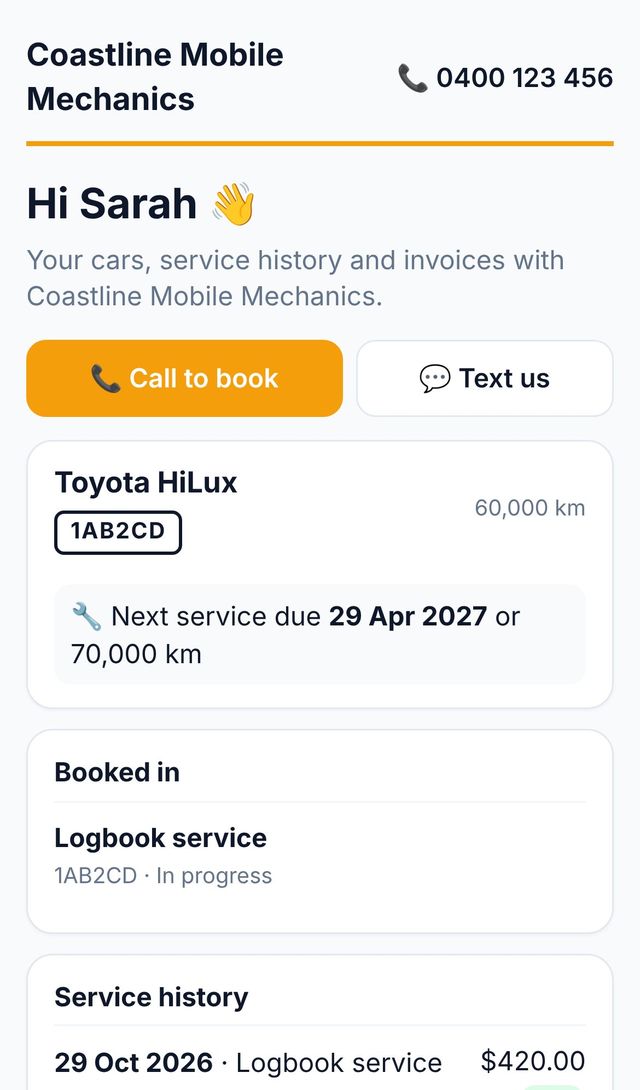 Coastline Mobile
Mechanics
📞 0400 123 456
Hi Sarah 👋
Your cars, service history and invoices with
Coastline Mobile Mechanics.
📞 Call to book
💬 Text us
Toyota HiLux
1AB2CD
60,000 km
🔧 Next service due 29 Apr 2027 or
70,000 km
Booked in
Logbook service
1AB2CD · In progress
Service history
29 Oct 2026 · Logbook service $420.00